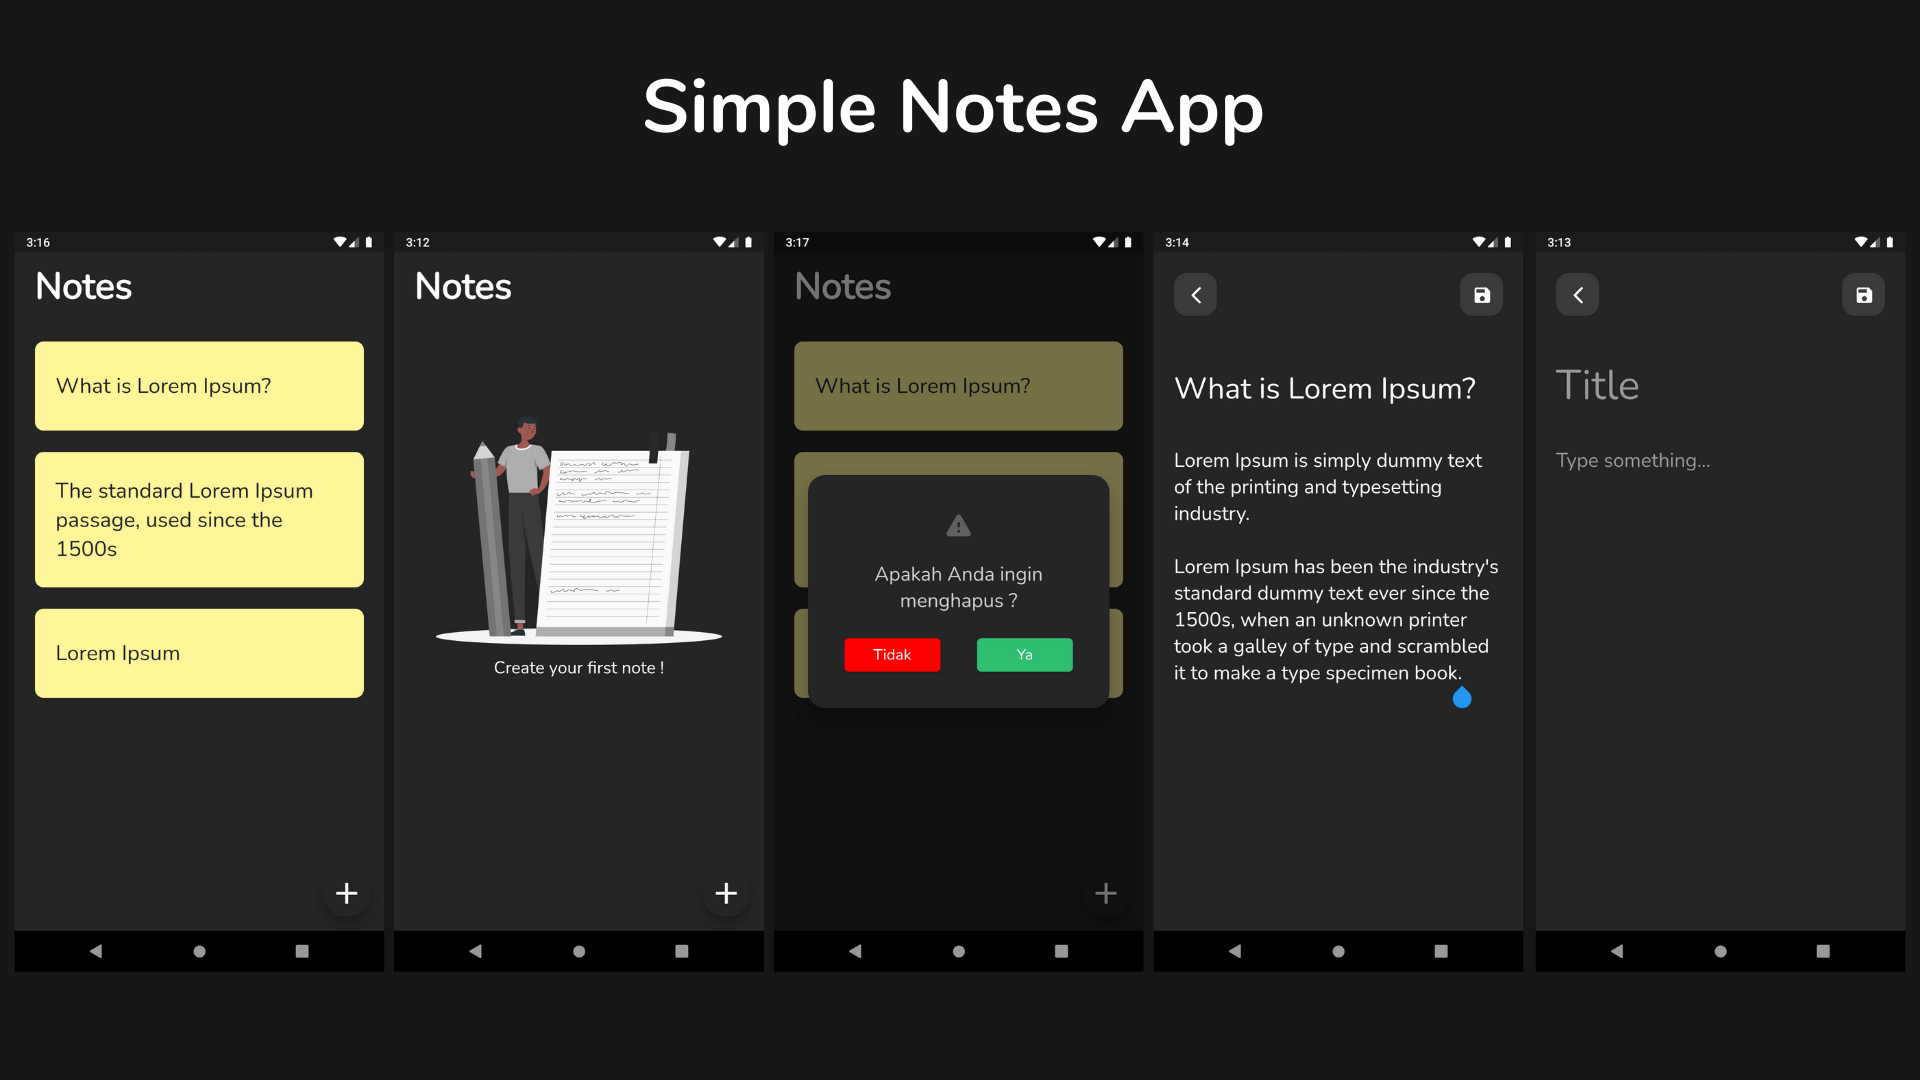 Simple Notes App
3:16
Notes
What is Lorem Ipsum?
The standard Lorem Ipsum
passage, used since the
1500s
Lorem Ipsum
3:12
Notes
Create your first note !
3:17
Notes
What is Lorem Ipsum?
Apakah Anda ingin
menghapus ?
Tidak
Ya
3:14
What is Lorem Ipsum?
Lorem Ipsum is simply dummy text
of the printing and typesetting
industry.
Lorem Ipsum has been the industry's
standard dummy text ever since the
1500s, when an unknown printer
took a galley of type and scrambled
it to make a type specimen book.
3:13
Title
Type something...